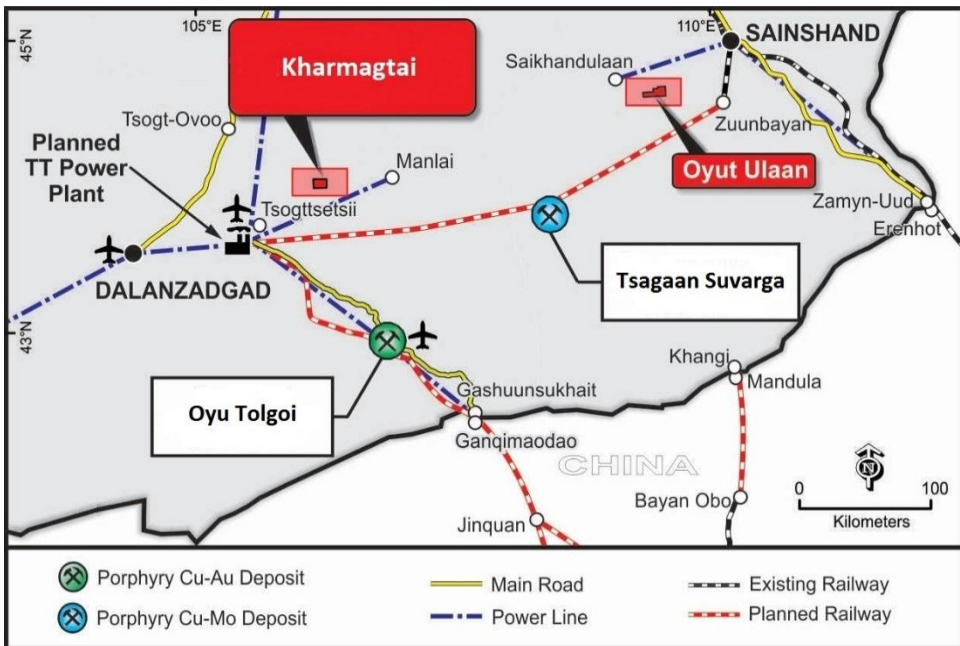 105°E
110°E
45°N
43°N
SAINSHAND
Kharmagtai
Saikhandulaan
Tsogt-Ovoo
Zuunbayan
Planned
TT Power
Plant
Manlai
Oyut Ulaan
Tsogttsetsii
Zamyn-Uud
Erenhot
DALANZADGAD
Tsagaan Suvarga
Oyu Tolgoi
Khangi
Mandula
Gashuunsukhait
Ganqimaodao
CHINA
N
Bayan Obo
0 100
Kilometers
Jinquan
Porphyry Cu-Au Deposit
Main Road
Existing Railway
Porphyry Cu-Mo Deposit
Power Line
Planned Railway